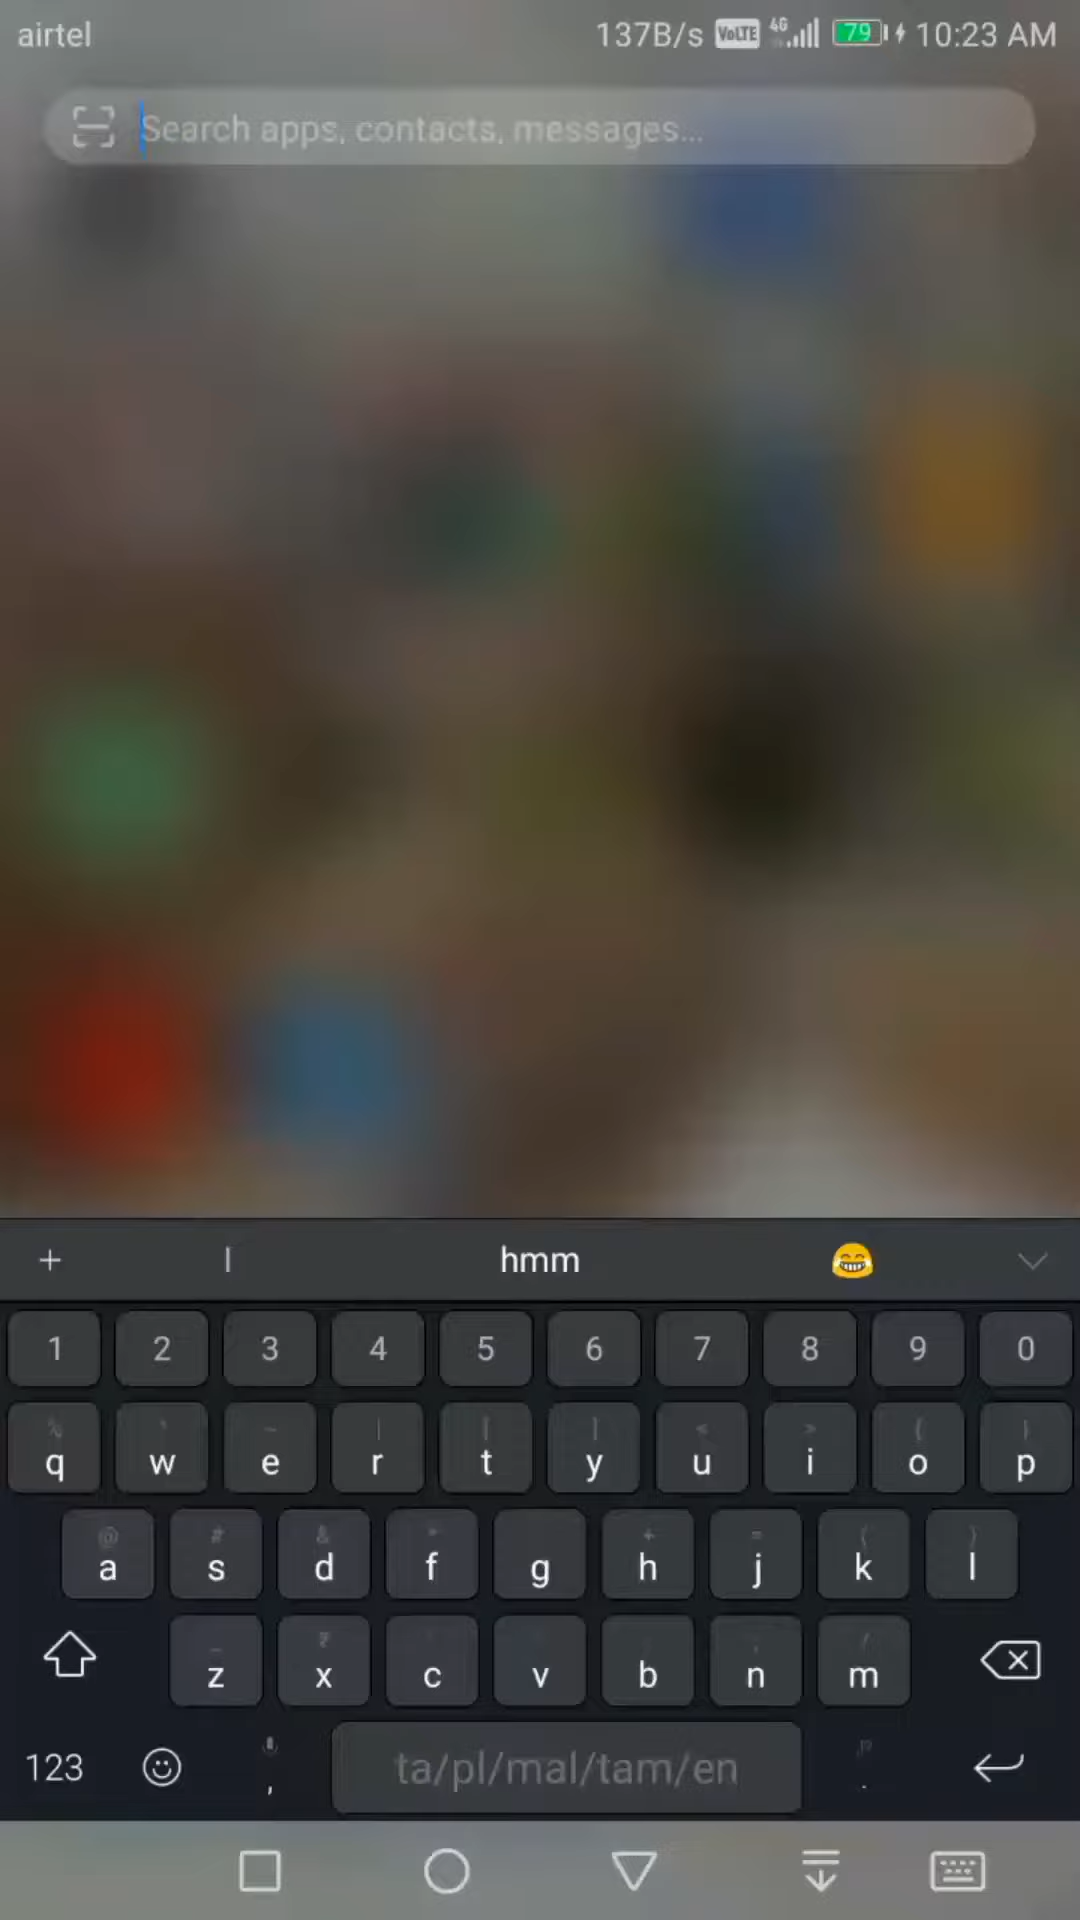 airtel 137B/s VoLTE 4G 79 10:23 AM
Search apps, contacts, messages...
+ I hmm 😂
1 2 3 4 5 6 7 8 9 0
q w e r t y u i o p
@ # & * + = ( )
a s d f g h j k l
z x c v b n m
123 , ta/pl/mal/tam/en .